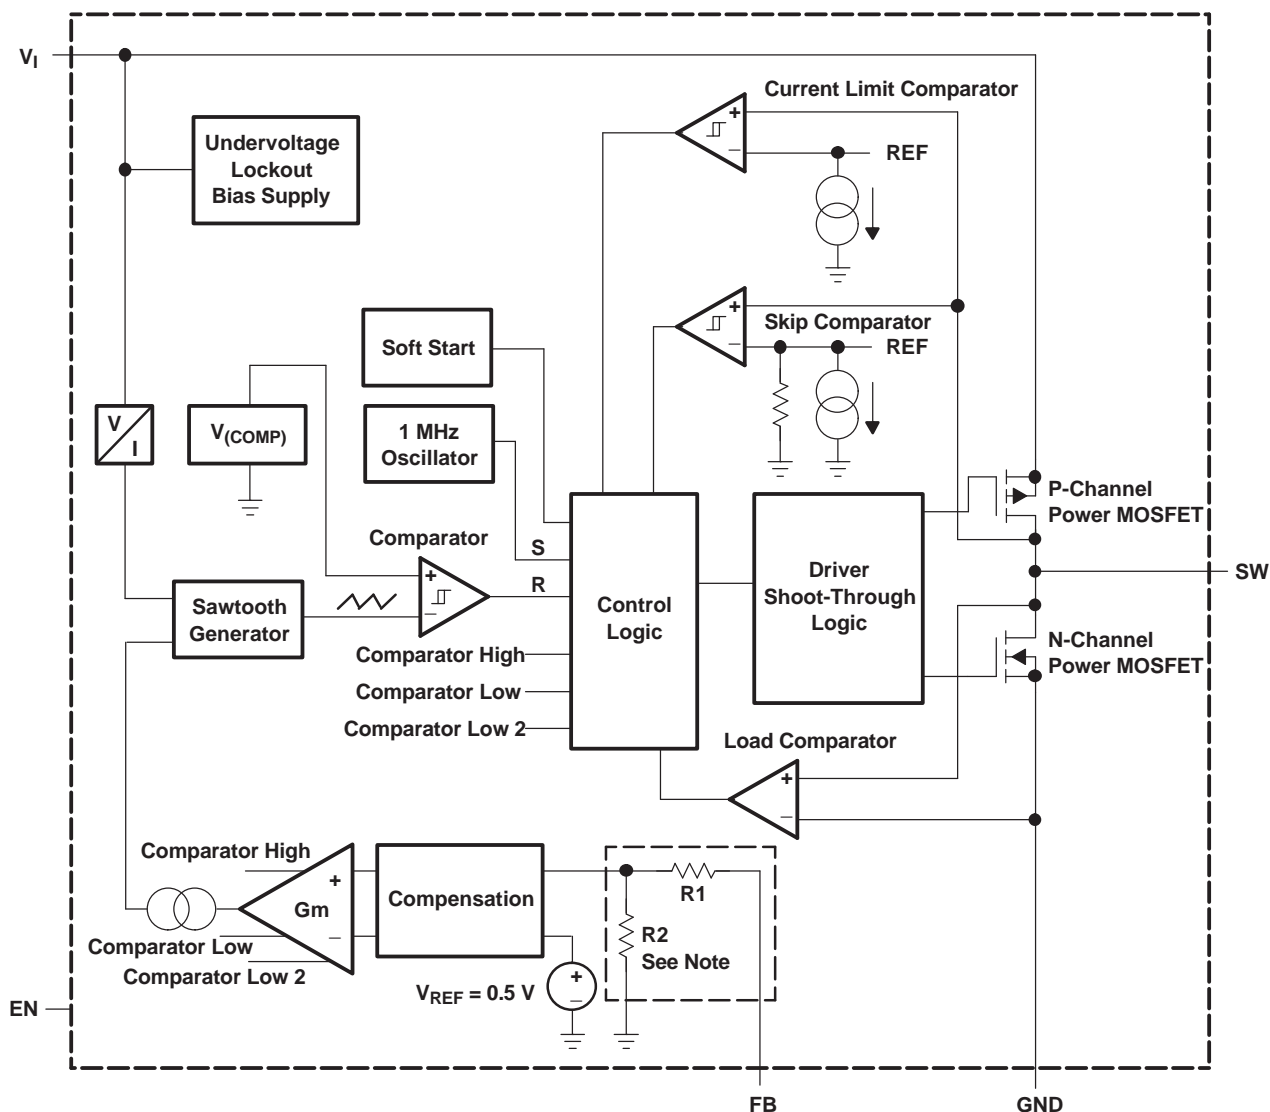 V_I
Current Limit Comparator
+
–
REF
Undervoltage
Lockout
Bias Supply
+
–
Skip Comparator
REF
Soft Start
V
I
V(COMP)
1 MHz
Oscillator
P-Channel
Power MOSFET
Comparator
S
R
+
–
SW
Sawtooth
Generator
Control
Logic
Driver
Shoot-Through
Logic
N-Channel
Power MOSFET
Comparator High
Comparator Low
Comparator Low 2
Load Comparator
+
–
Comparator High
+
Gm
–
Compensation
R1
R2
See Note
Comparator Low
Comparator Low 2
V_REF = 0.5 V
+
–
EN
FB
GND